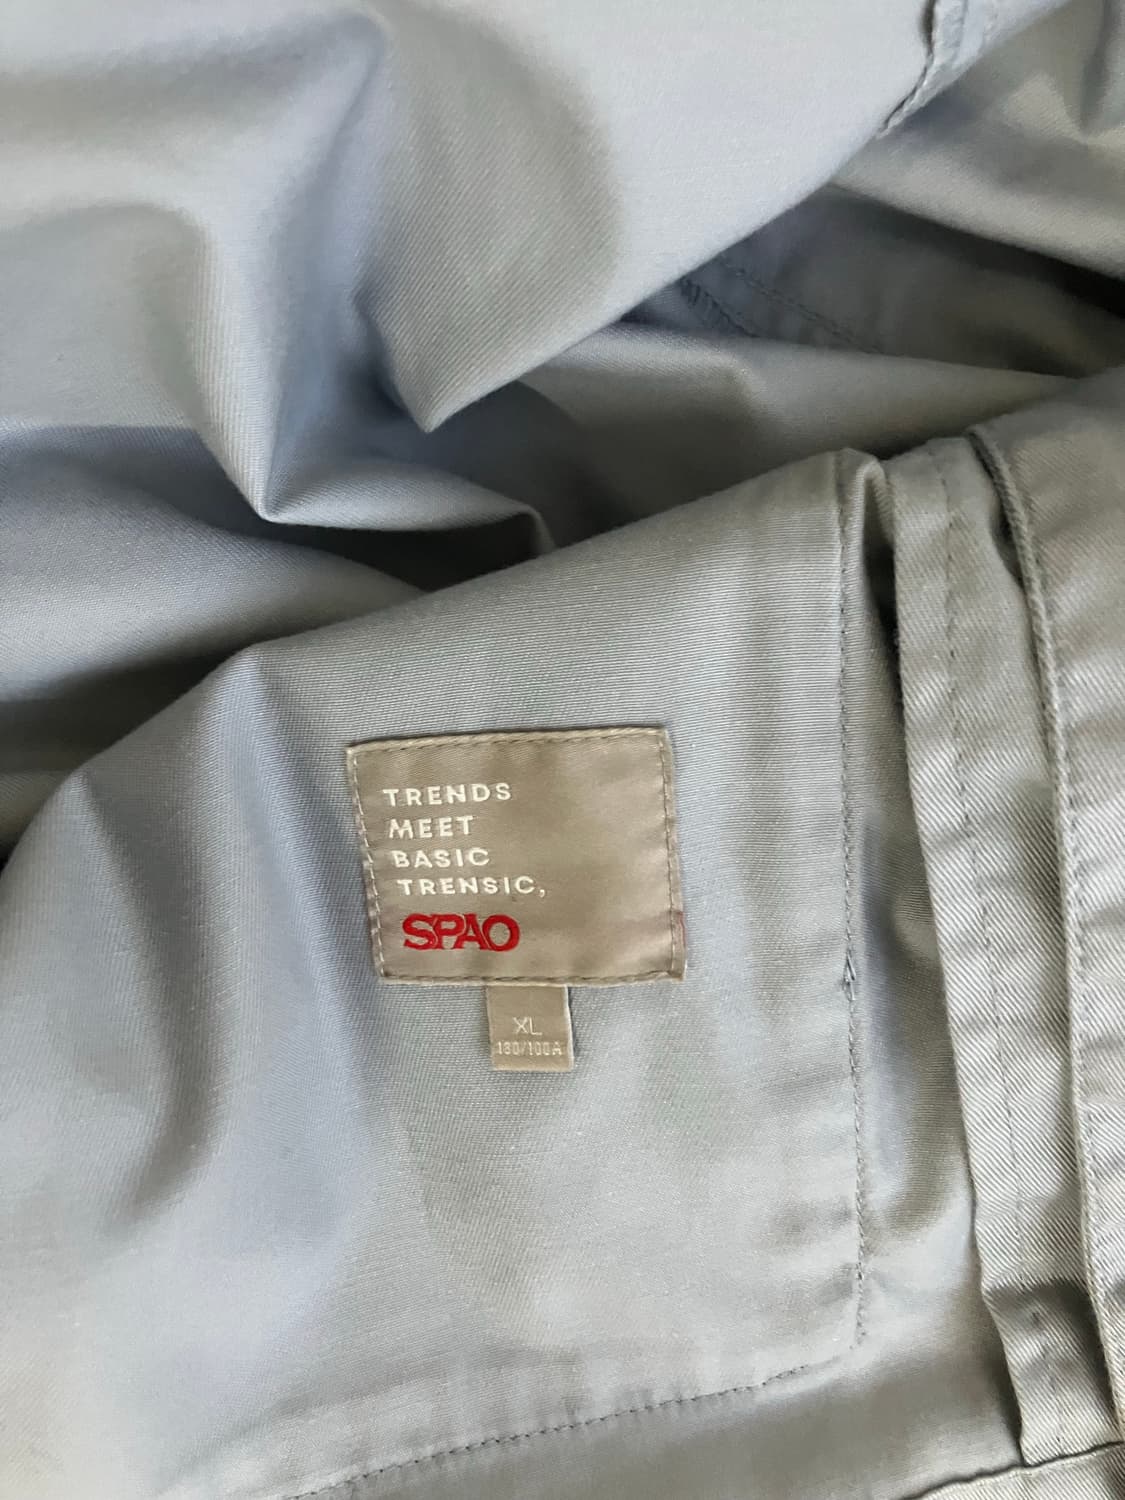 TRENDS
MEET
BASIC
TRENSIC,
SPAO
XL
180/100A